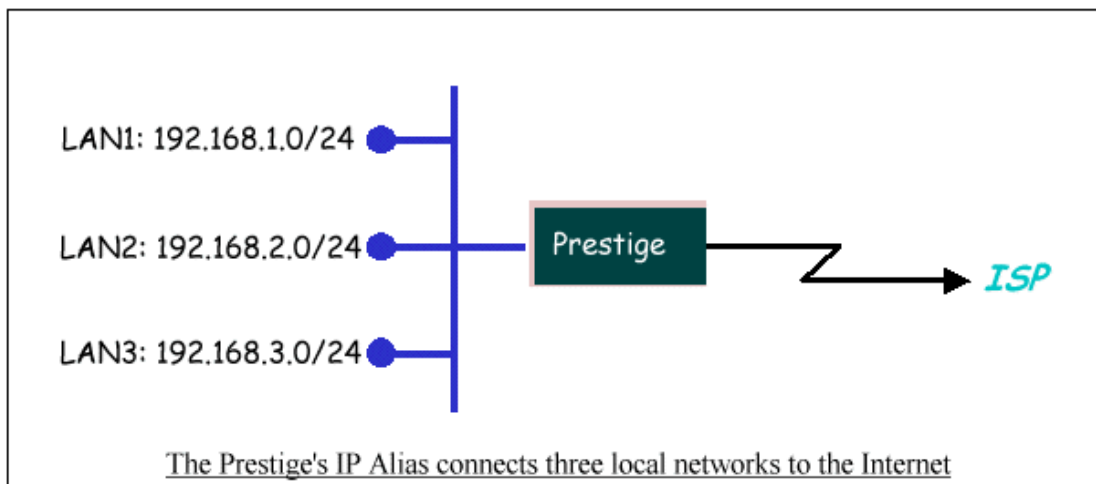 LAN1: 192.168.1.0/24
LAN2: 192.168.2.0/24
Prestige
ISP
LAN3: 192.168.3.0/24
The Prestige's IP Alias connects three local networks to the Internet